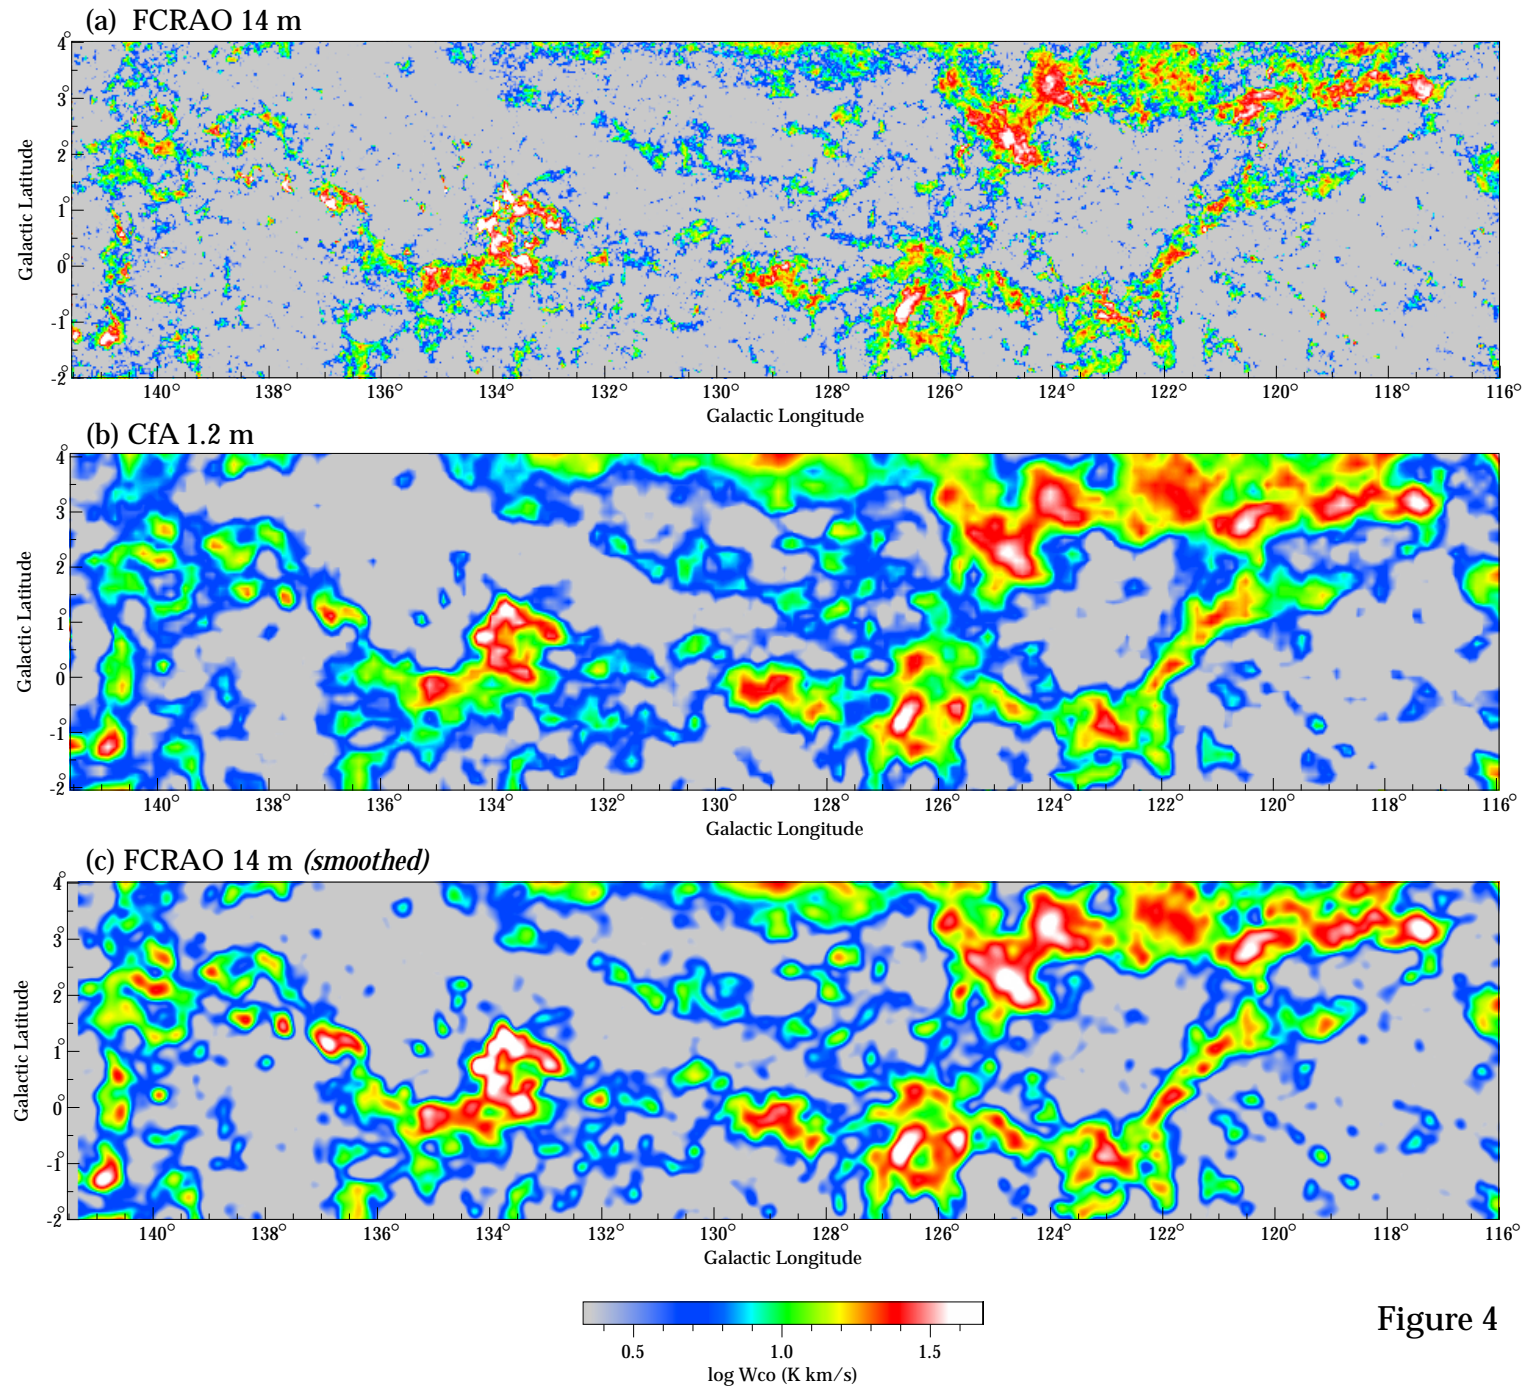 (a) FCRAO 14 m
4°
3
2
1
0
-1
-2
Galactic Latitude
140° 138° 136° 134° 132° 130° 128° 126° 124° 122° 120° 118° 116°
Galactic Longitude
(b) CfA 1.2 m
4°
3
2
1
0
-1
-2
Galactic Latitude
140° 138° 136° 134° 132° 130° 128° 126° 124° 122° 120° 118° 116°
Galactic Longitude
(c) FCRAO 14 m (smoothed)
4°
3
2
1
0
-1
-2
Galactic Latitude
140° 138° 136° 134° 132° 130° 128° 126° 124° 122° 120° 118° 116°
Galactic Longitude
0.5 1.0 1.5
log Wco (K km/s)
Figure 4